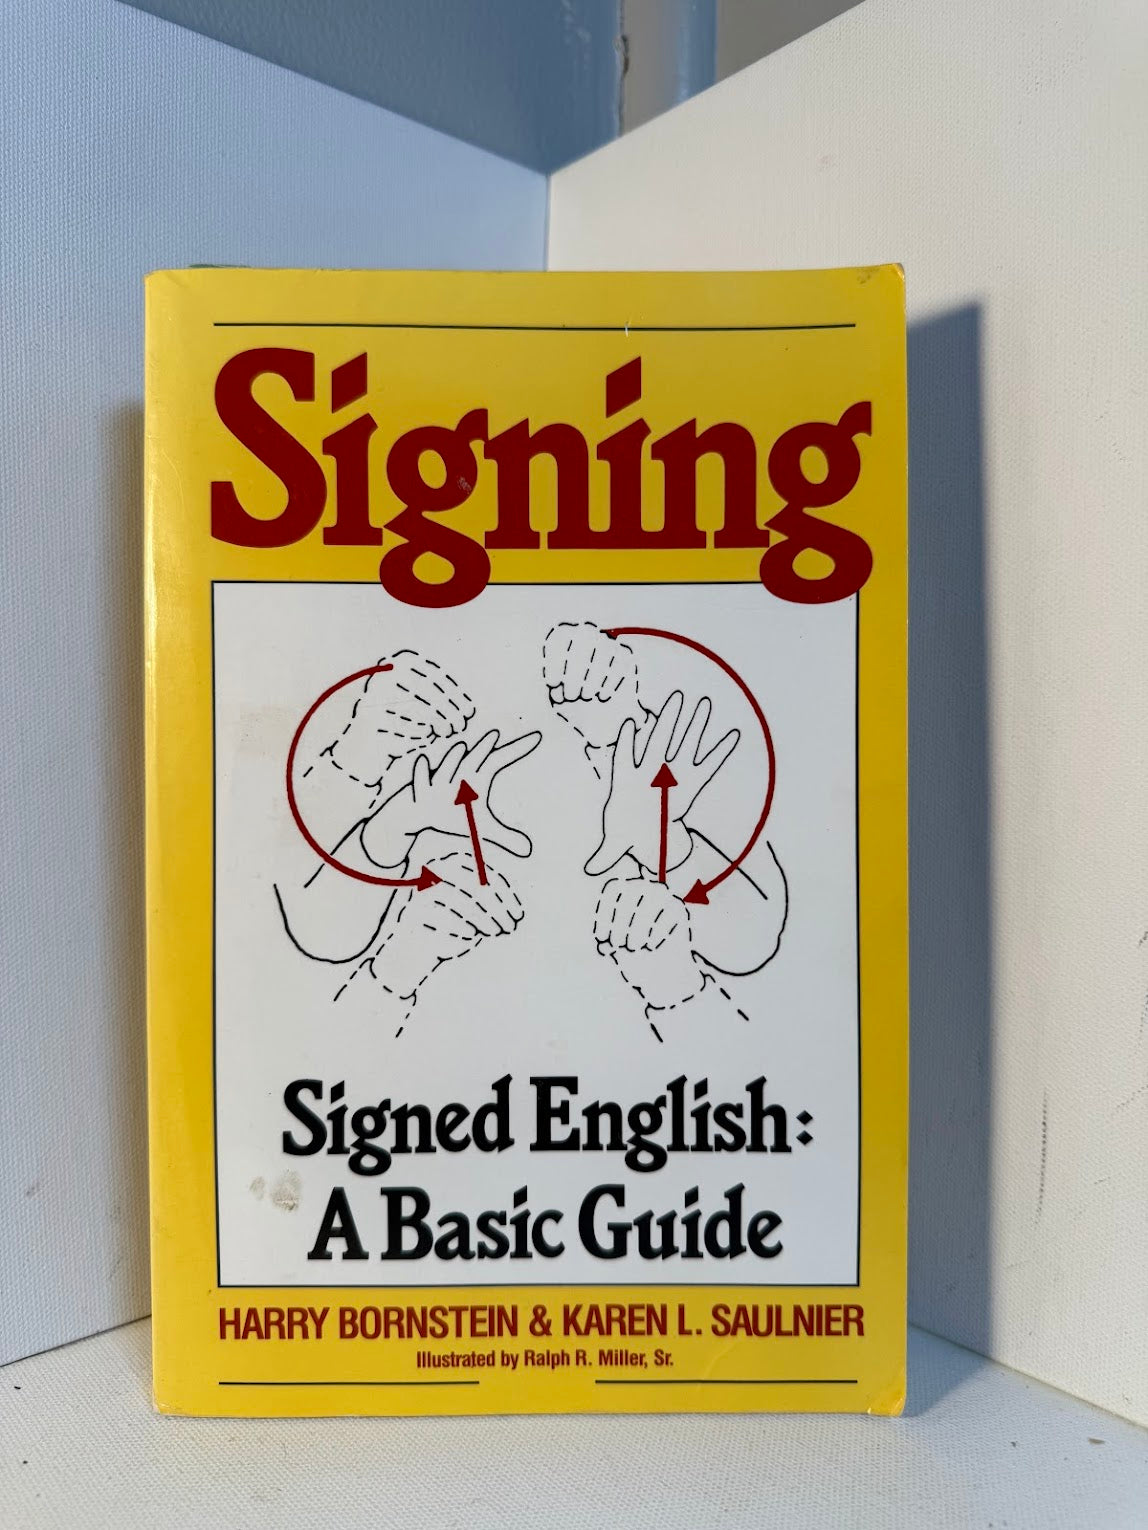 Signing
Signed English:
A Basic Guide
HARRY BORNSTEIN & KAREN L. SAULNIER
Illustrated by Ralph R. Miller, Sr.